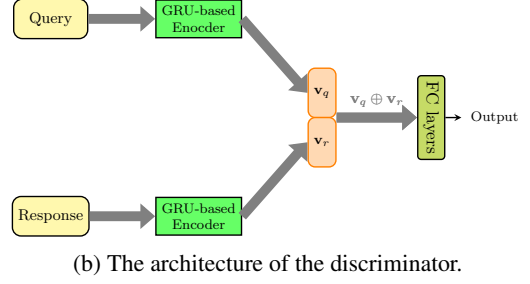 Query
GRU-based
Enocder
v_q
v_q ⊕ v_r
FC layers
Output
v_r
Response
GRU-based
Encoder
(b) The architecture of the discriminator.